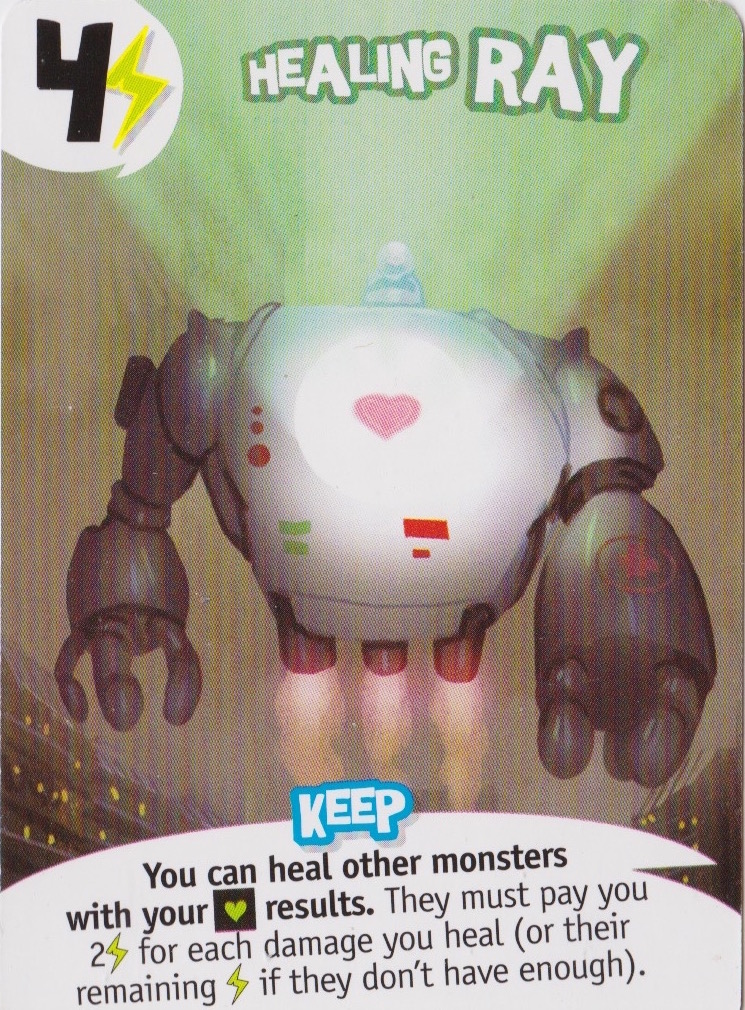 4⚡
HEALING RAY
KEEP
You can heal other monsters
with your ♥ results. They must pay you
2⚡ for each damage you heal (or their
remaining ⚡ if they don't have enough).